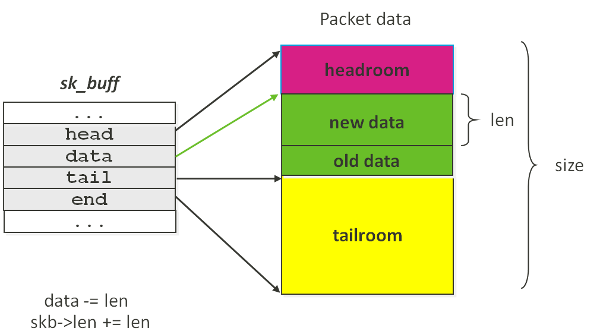 Packet data
sk_buff
...
head
data
tail
end
...
headroom
new data
old data
tailroom
len
size
data -= len
skb->len += len